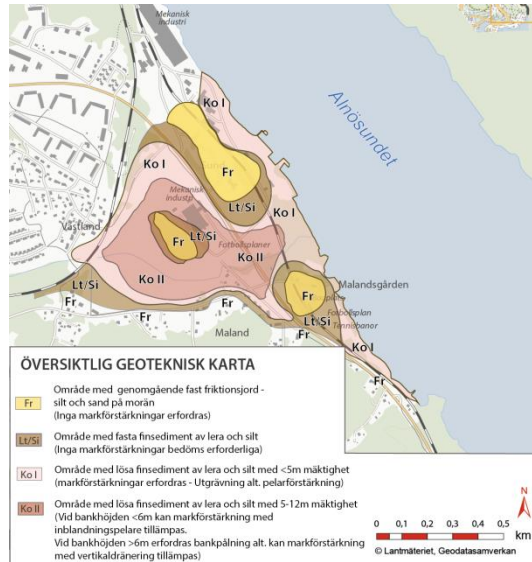 Mekanisk
industri
Ko I
Alnösundet
Fr
Ko I
Mekanisk
industri
Lt/Si
Ko I
Västland
Fr
Lt/Si
Fotbollsplaner
Ko II
Ko II
Lt/Si
Fr
Malandsgården
Fr
Fr
Fr
Fotbollsplan
Lt/Si
Tennisbanor
Maland
Fr
Ko I
Fr
ÖVERSIKTLIG GEOTEKNISK KARTA
Fr
Område med genomgående fast friktionsjord -
silt och sand på morän
(Inga markförstärkningar erfordras)
Lt/Si
Område med fasta finsediment av lera och silt
(Inga markförstärkningar bedöms erforderliga)
Ko I
Område med lösa finsediment av lera och silt med <5m mäktighet
(markförstärkningar erfordras - Utgrävning alt. pelarförstärkning)
Ko II
Område med lösa finsediment av lera och silt med 5-12m mäktighet
(Vid bankhöjden <6m kan markförstärkning med
inblandningspelare tillämpas.
Vid bankhöjden >6m erfordras bankpålning alt. kan markförstärkning
med vertikaldränering tillämpas)
N
0 0,1 0,2 0,3 0,4 0,5
km
© Lantmäteriet, Geodatasamverkan